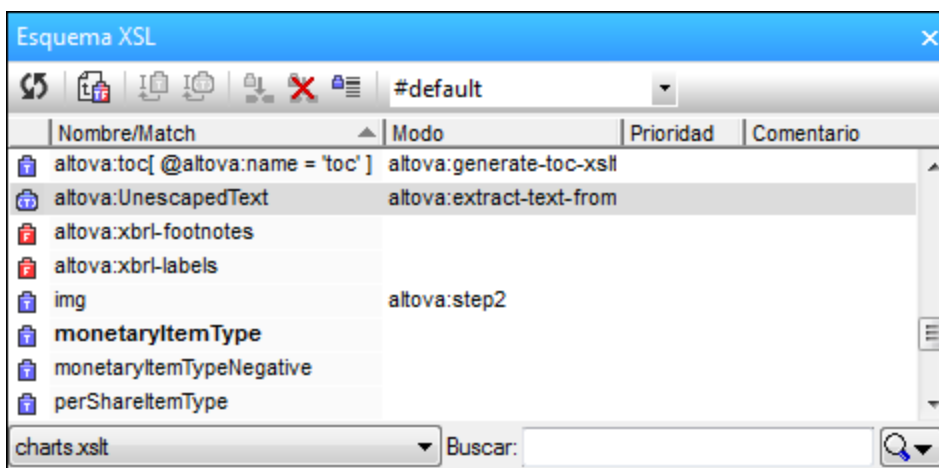 Esquema XSL
#default
Nombre/Match Modo Prioridad Comentario
altova:toc[ @altova:name = 'toc' ] altova:generate-toc-xslt
altova:UnescapedText altova:extract-text-from
altova:xbrl-footnotes
altova:xbrl-labels
img altova:step2
monetaryItemType
monetaryItemTypeNegative
perShareItemType
charts.xslt Buscar: